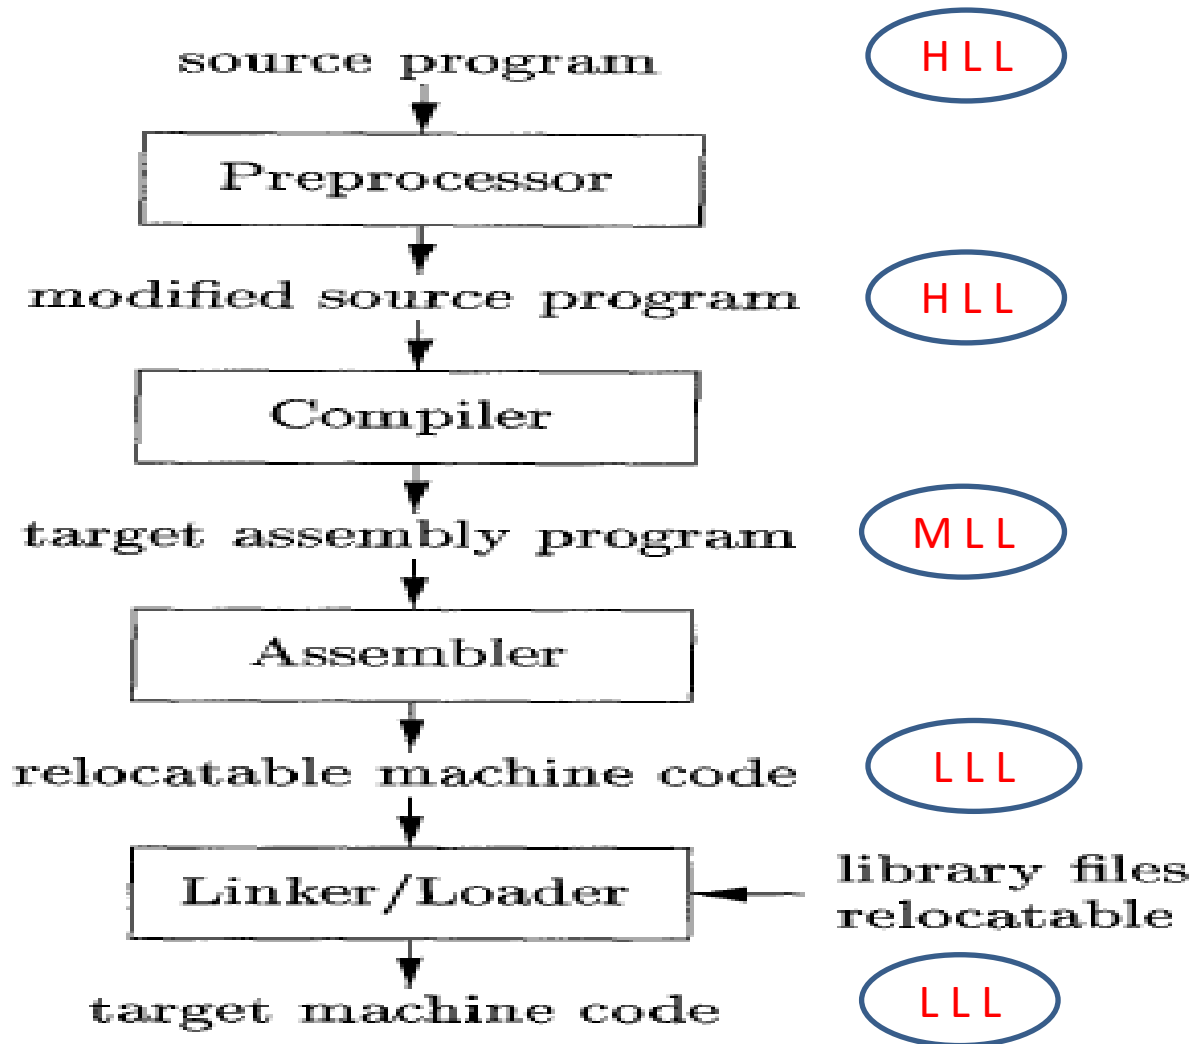 source program
H L L
Preprocessor
modified source program
H L L
Compiler
target assembly program
M L L
Assembler
relocatable machine code
L L L
Linker/Loader
library files
relocatable
target machine code
L L L